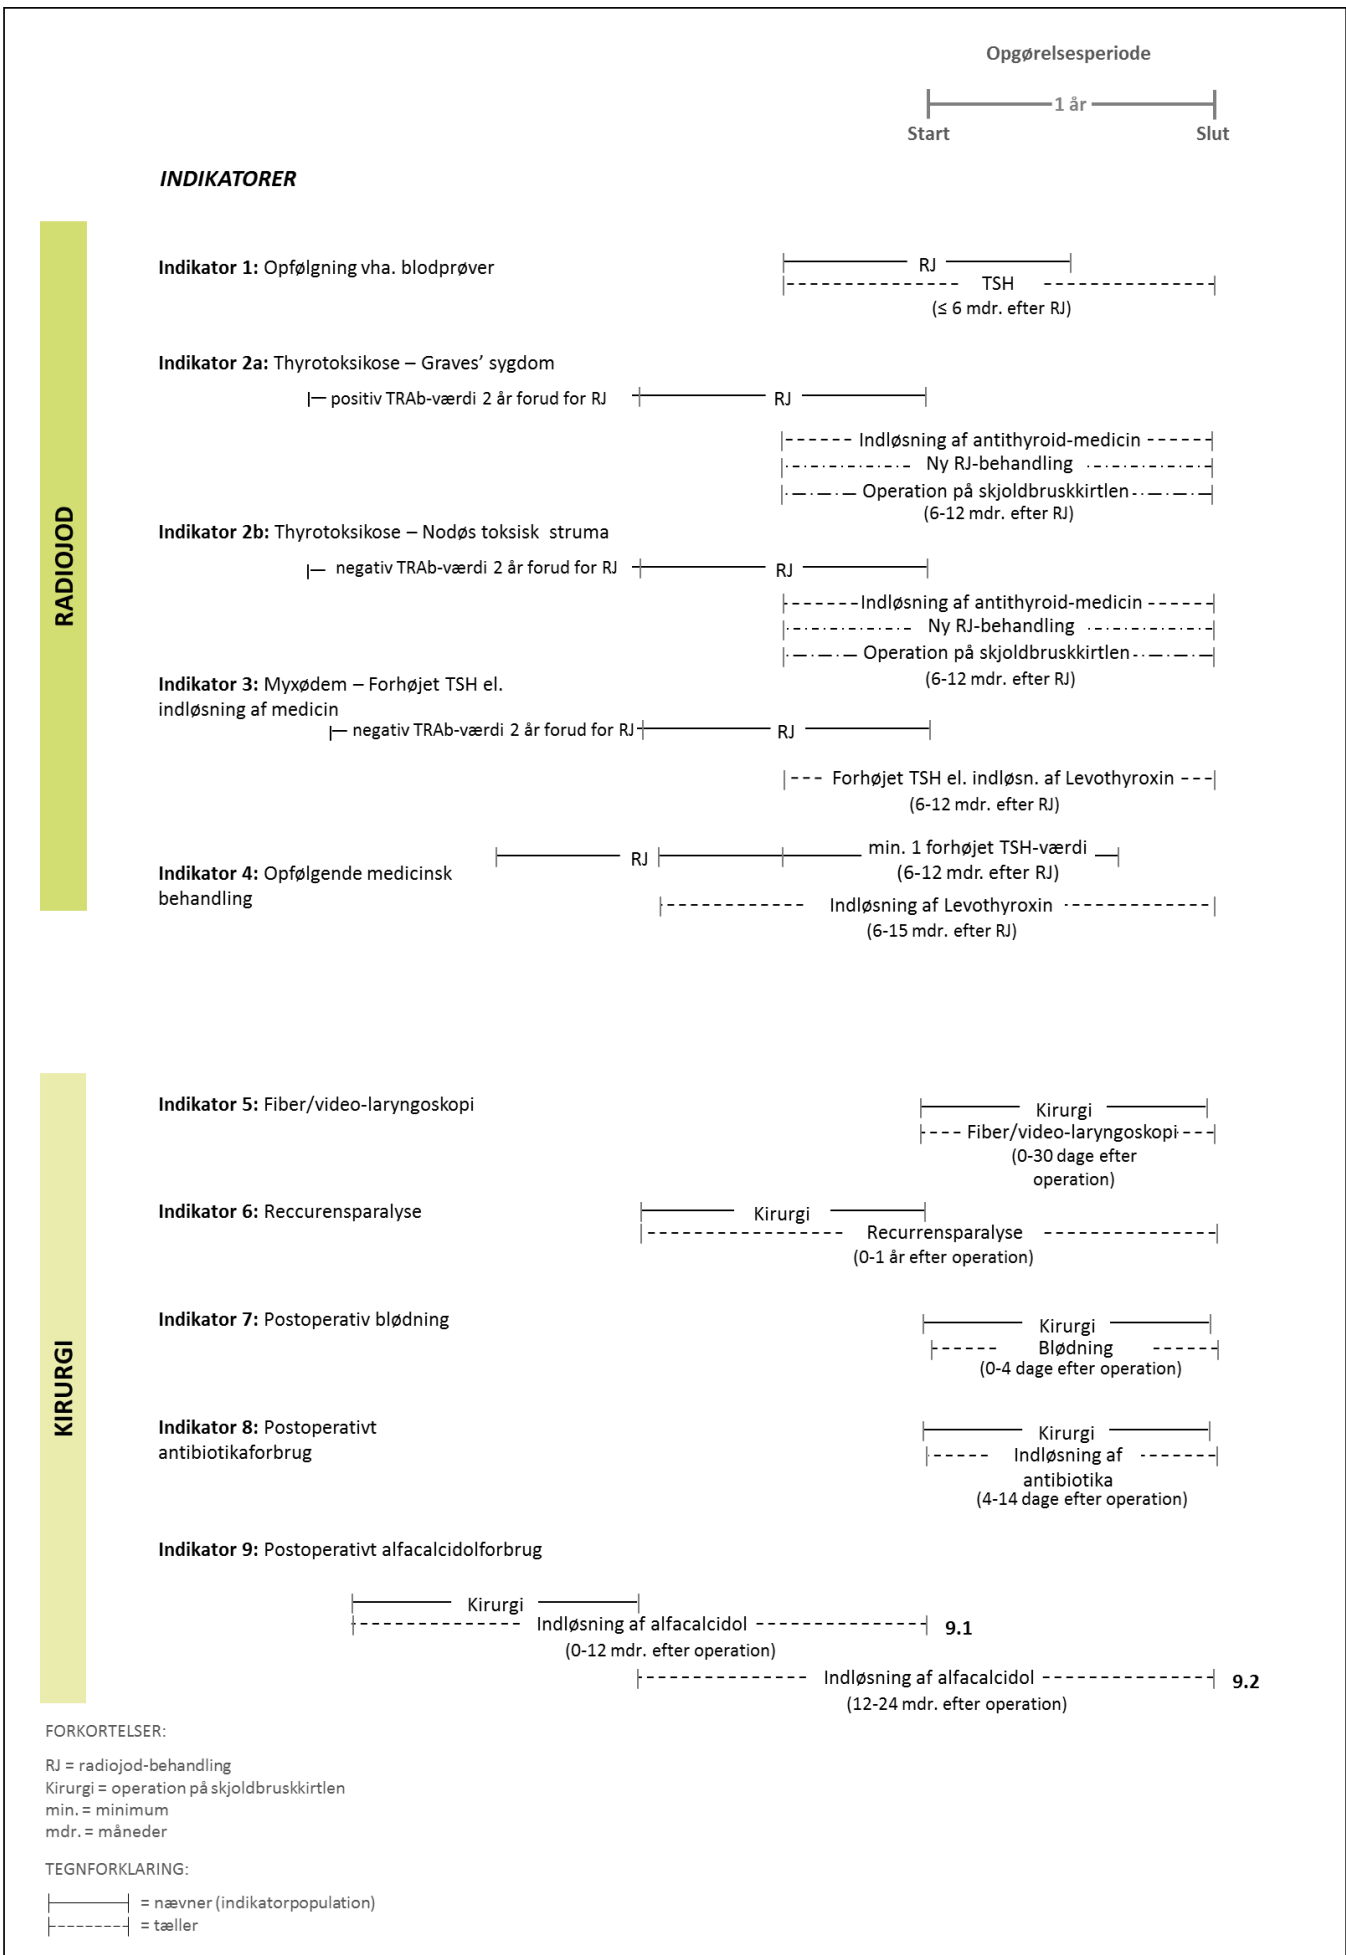 Opgørelsesperiode
1 år
Start
Slut
INDIKATORER
RADIOJOD
Indikator 1: Opfølgning vha. blodprøver
RJ
TSH
(≤ 6 mdr. efter RJ)
Indikator 2a: Thyrotoksikose – Graves’ sygdom
positiv TRAb-værdi 2 år forud for RJ
RJ
Indløsning af antithyroid-medicin
Ny RJ-behandling
Operation på skjoldbruskkirtlen
(6-12 mdr. efter RJ)
Indikator 2b: Thyrotoksikose – Nodøs toksisk struma
negativ TRAb-værdi 2 år forud for RJ
RJ
Indløsning af antithyroid-medicin
Ny RJ-behandling
Operation på skjoldbruskkirtlen
(6-12 mdr. efter RJ)
Indikator 3: Myxødem – Forhøjet TSH el.
indløsning af medicin
negativ TRAb-værdi 2 år forud for RJ
RJ
Forhøjet TSH el. indløsn. af Levothyroxin
(6-12 mdr. efter RJ)
Indikator 4: Opfølgende medicinsk
behandling
RJ
min. 1 forhøjet TSH-værdi
(6-12 mdr. efter RJ)
Indløsning af Levothyroxin
(6-15 mdr. efter RJ)
KIRURGI
Indikator 5: Fiber/video-laryngoskopi
Kirurgi
Fiber/video-laryngoskopi
(0-30 dage efter
operation)
Indikator 6: Reccurensparalyse
Kirurgi
Recurrensparalyse
(0-1 år efter operation)
Indikator 7: Postoperativ blødning
Kirurgi
Blødning
(0-4 dage efter operation)
Indikator 8: Postoperativt
antibiotikaforbrug
Kirurgi
Indløsning af
antibiotika
(4-14 dage efter operation)
Indikator 9: Postoperativt alfacalcidolforbrug
Kirurgi
Indløsning af alfacalcidol
9.1
(0-12 mdr. efter operation)
Indløsning af alfacalcidol
9.2
(12-24 mdr. efter operation)
FORKORTELSER:
RJ = radiojod-behandling
Kirurgi = operation på skjoldbruskkirtlen
min. = minimum
mdr. = måneder
TEGNFORKLARING:
= nævner (indikatorpopulation)
= tæller